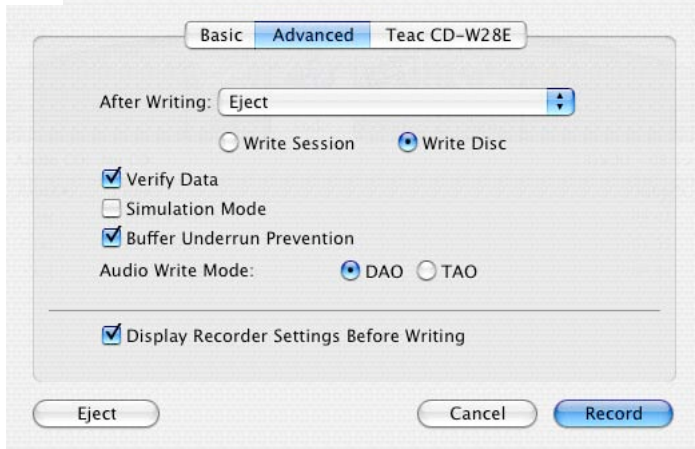 Basic Advanced Teac CD-W28E
After Writing: Eject
Write Session Write Disc
Verify Data
Simulation Mode
Buffer Underrun Prevention
Audio Write Mode: DAO TAO
Display Recorder Settings Before Writing
Eject Cancel Record